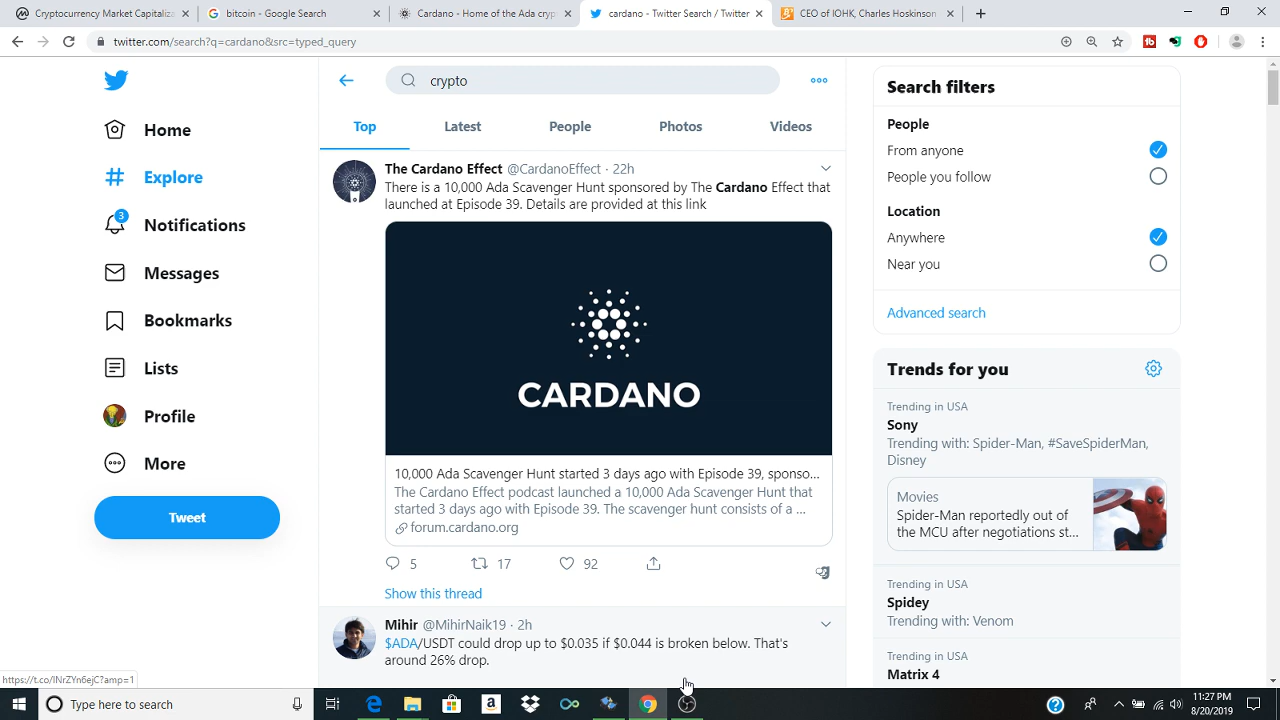 Cryptocurrency Market Capitaliza
bitcoin - Google Search
Cardano - Home of the Ada cryp
cardano - Twitter Search / Twitter
CEO of IOHK, Charles Hoskinson
twitter.com/search?q=cardano&src=typed_query
crypto
Top
Latest
People
Photos
Videos
Home
Explore
3
Notifications
Messages
Bookmarks
Lists
Profile
More
Tweet
The Cardano Effect @CardanoEffect · 22h
There is a 10,000 Ada Scavenger Hunt sponsored by The Cardano Effect that
launched at Episode 39. Details are provided at this link
CARDANO
10,000 Ada Scavenger Hunt started 3 days ago with Episode 39, sponso...
The Cardano Effect podcast launched a 10,000 Ada Scavenger Hunt that
started 3 days ago with Episode 39. The scavenger hunt consists of a ...
forum.cardano.org
5
17
92
Show this thread
Mihir @MihirNaik19 · 2h
$ADA/USDT could drop up to $0.035 if $0.044 is broken below. That's
around 26% drop.
Search filters
People
From anyone
People you follow
Location
Anywhere
Near you
Advanced search
Trends for you
Trending in USA
Sony
Trending with: Spider-Man, #SaveSpiderMan,
Disney
Movies
Spider-Man reportedly out of
the MCU after negotiations st...
Trending in USA
Spidey
Trending with: Venom
Trending in USA
Matrix 4
https://t.co/INrZYn6ejC?amp=1
Type here to search
11:27 PM
8/20/2019